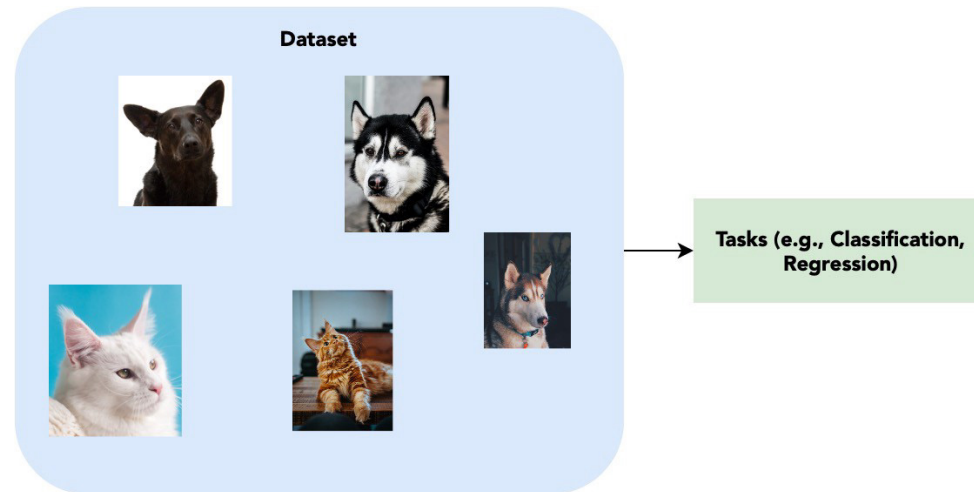 Dataset
Tasks (e.g., Classification,
Regression)